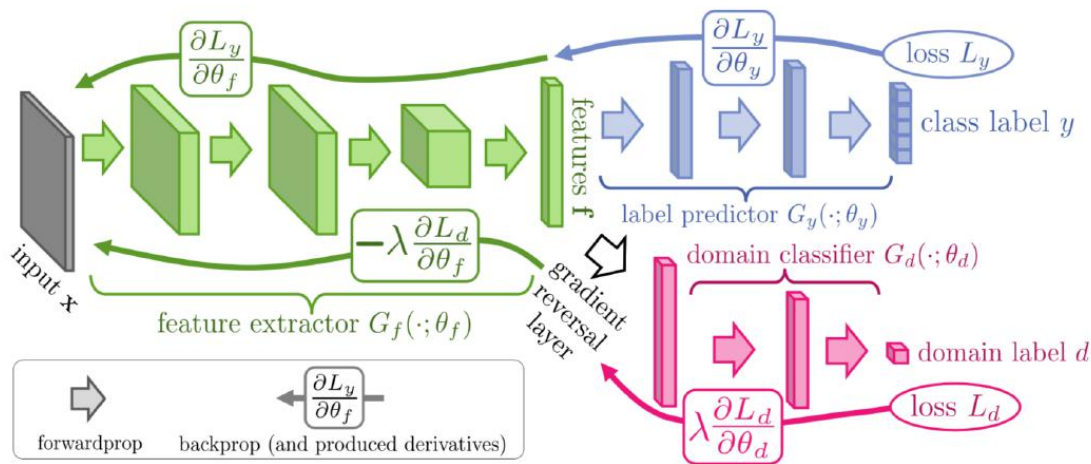 ∂L_y/∂θ_f
∂L_y/∂θ_y
loss L_y
input x
features f
class label y
label predictor G_y(·;θ_y)
−λ ∂L_d/∂θ_f
feature extractor G_f(·;θ_f)
gradient
reversal
layer
domain classifier G_d(·;θ_d)
domain label d
λ ∂L_d/∂θ_d
loss L_d
forwardprop
∂L_y/∂θ_f
backprop (and produced derivatives)